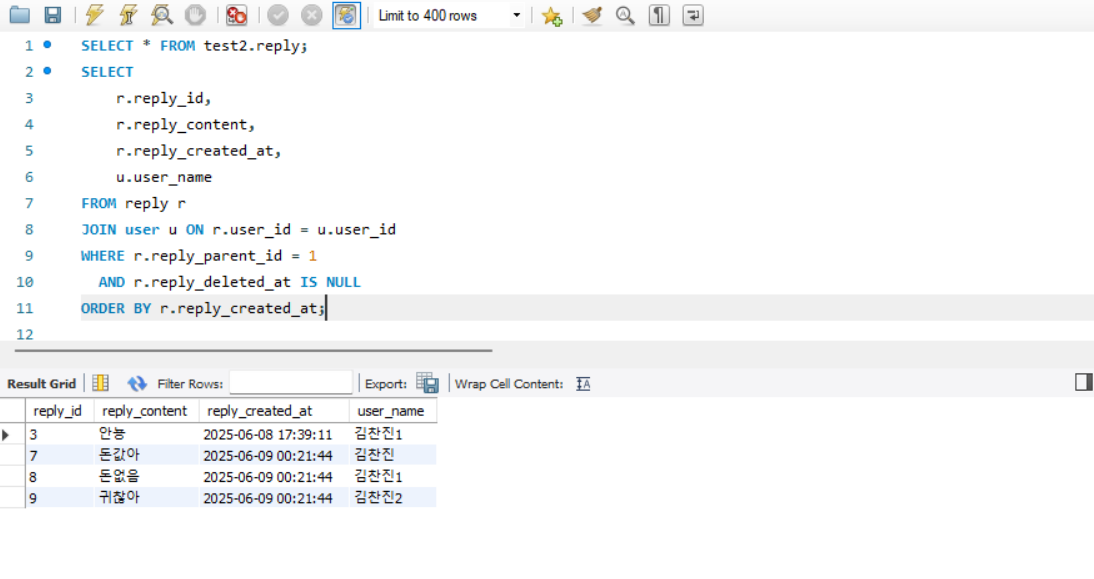 Limit to 400 rows
1 SELECT * FROM test2.reply;
2 SELECT
3 r.reply_id,
4 r.reply_content,
5 r.reply_created_at,
6 u.user_name
7 FROM reply r
8 JOIN user u ON r.user_id = u.user_id
9 WHERE r.reply_parent_id = 1
10 AND r.reply_deleted_at IS NULL
11 ORDER BY r.reply_created_at;
12
Result Grid Filter Rows: Export: Wrap Cell Content: IA
reply_id reply_content reply_created_at user_name
3 안뇽 2025-06-08 17:39:11 김찬진1
7 돈값아 2025-06-09 00:21:44 김찬진
8 돈없음 2025-06-09 00:21:44 김찬진1
9 귀찮아 2025-06-09 00:21:44 김찬진2